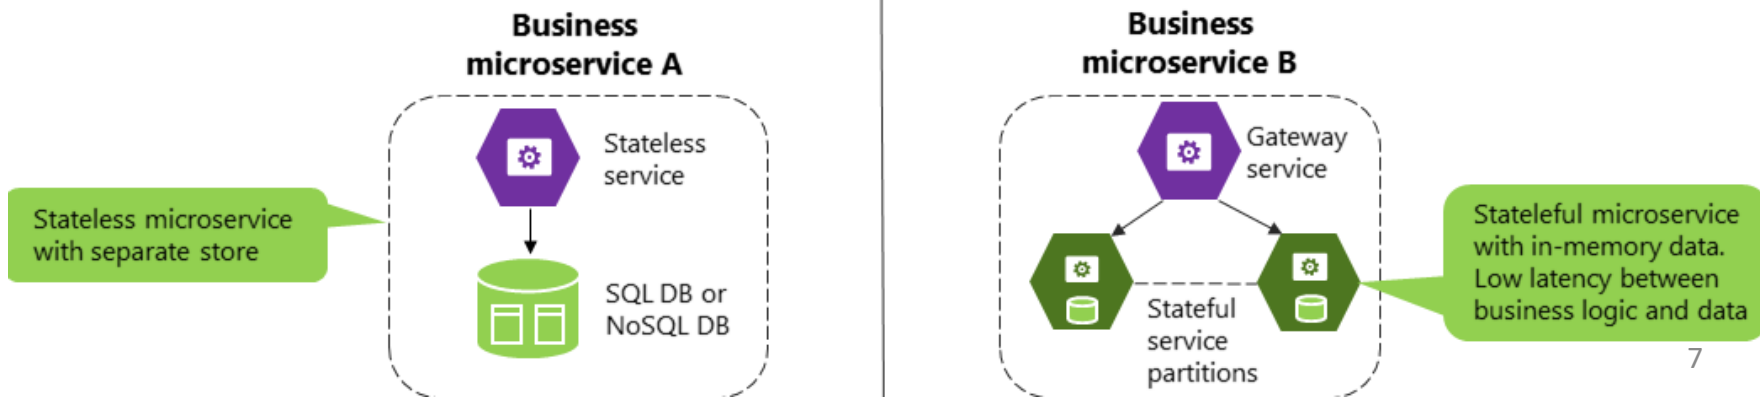 Business
microservice A
Stateless
service
Stateless microservice
with separate store
SQL DB or
NoSQL DB
Business
microservice B
Gateway
service
Stateful
service
partitions
Stateleful microservice
with in-memory data.
Low latency between
business logic and data
7